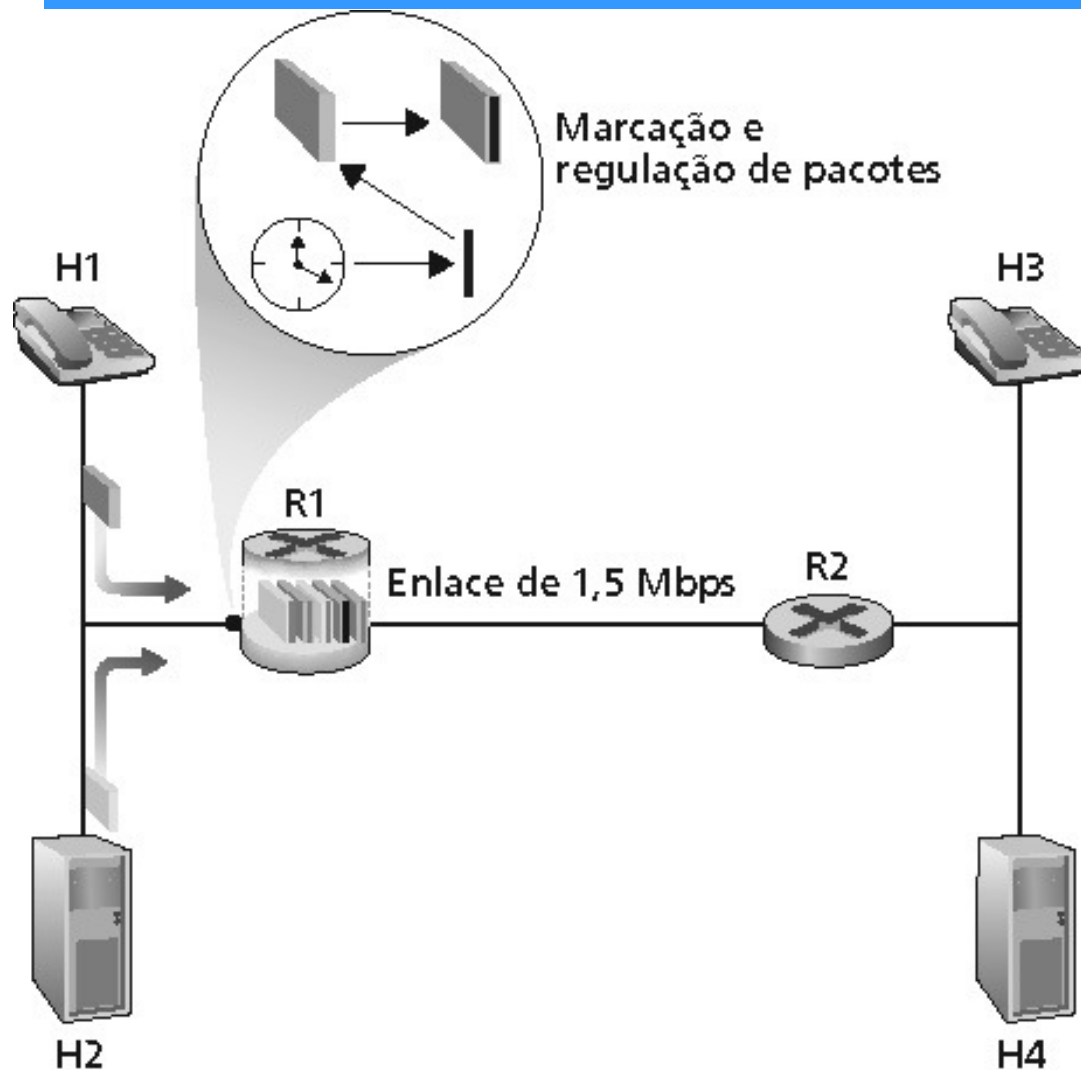 Marcação e
regulação de pacotes
H1
H3
R1
Enlace de 1,5 Mbps
R2
H2
H4